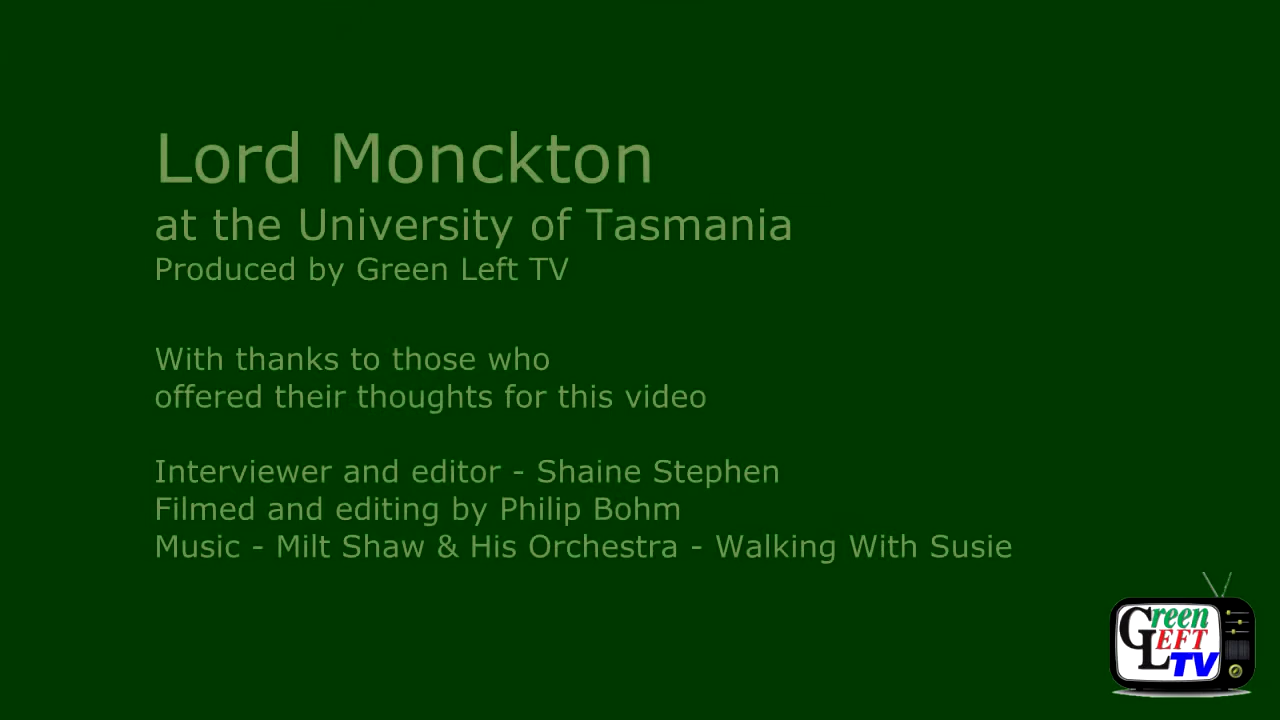 Lord Monckton
at the University of Tasmania
Produced by Green Left TV
With thanks to those who
offered their thoughts for this video
Interviewer and editor - Shaine Stephen
Filmed and editing by Philip Bohm
Music - Milt Shaw & His Orchestra - Walking With Susie
Green
LEFT
TV